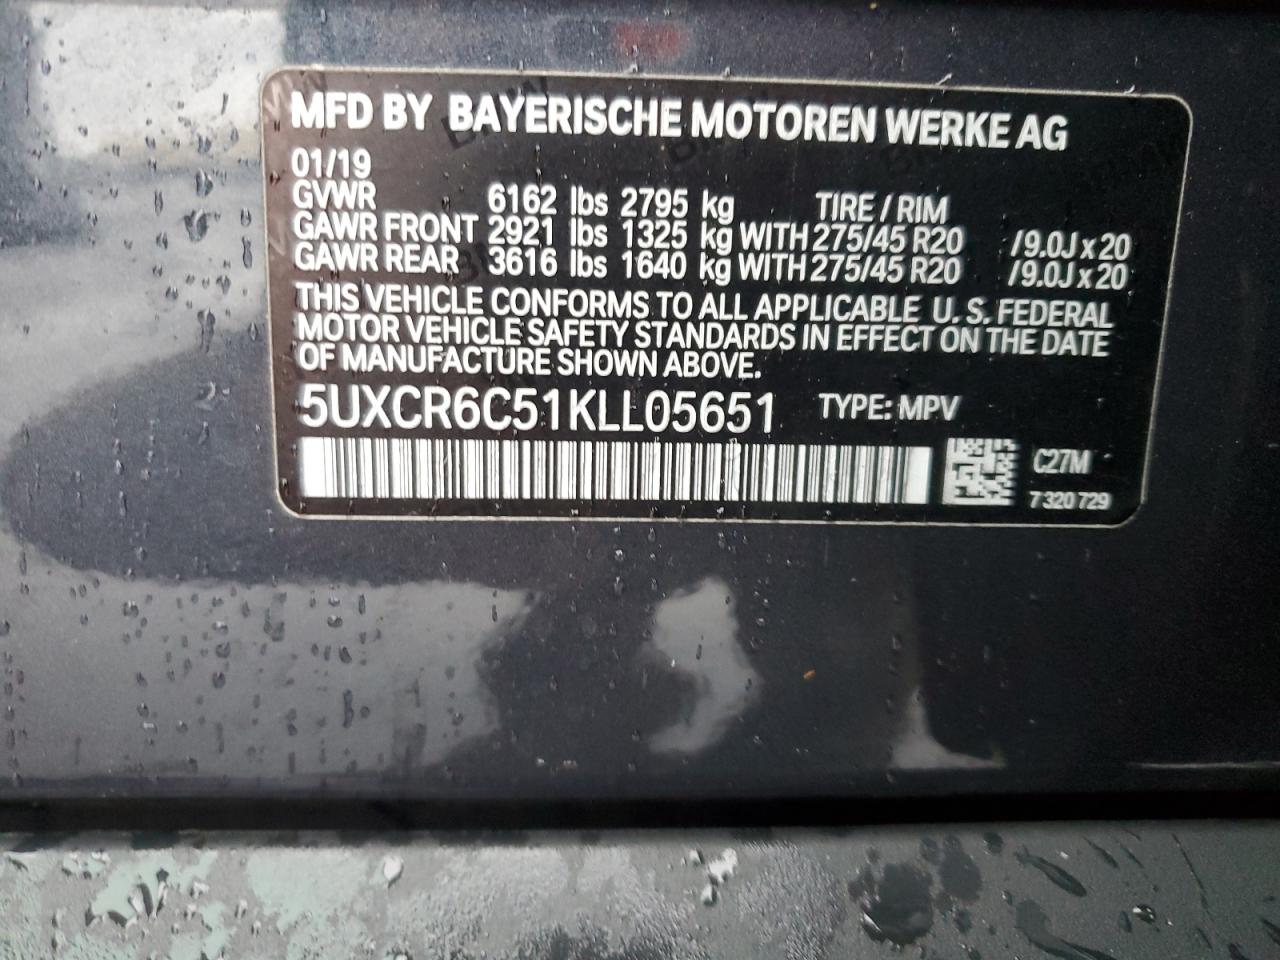 MFD BY BAYERISCHE MOTOREN WERKE AG
01/19
GVWR 6162 lbs 2795 kg TIRE / RIM
GAWR FRONT 2921 lbs 1325 kg WITH 275/45 R20 /9.0J x 20
GAWR REAR 3616 lbs 1640 kg WITH 275/45 R20 /9.0J x 20
THIS VEHICLE CONFORMS TO ALL APPLICABLE U. S. FEDERAL
MOTOR VEHICLE SAFETY STANDARDS IN EFFECT ON THE DATE
OF MANUFACTURE SHOWN ABOVE.
5UXCR6C51KLL05651 TYPE: MPV
C27M
7 320 729